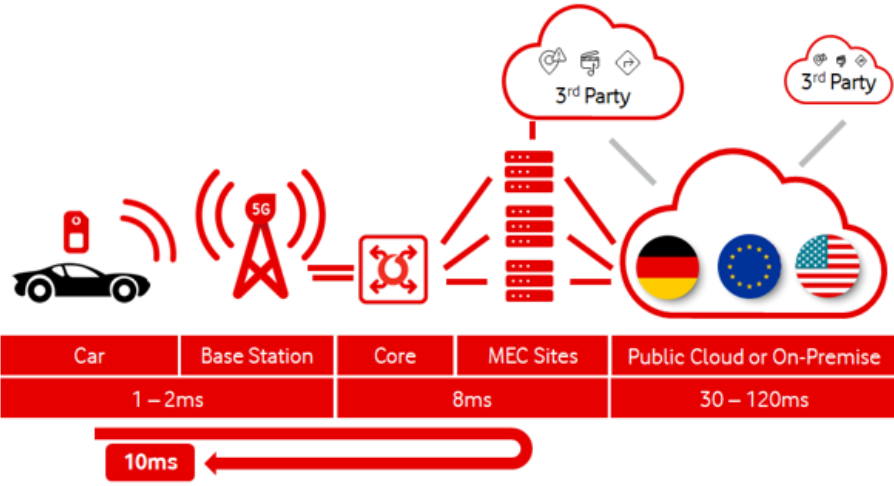 3rd Party
3rd Party
5G
Car
Base Station
Core
MEC Sites
Public Cloud or On-Premise
1 – 2ms
8ms
30 – 120ms
10ms